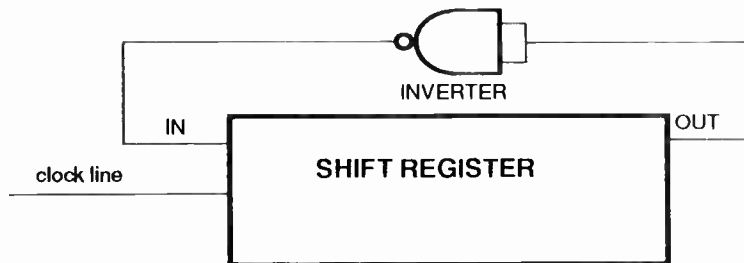 INVERTER
IN
OUT
SHIFT REGISTER
clock line